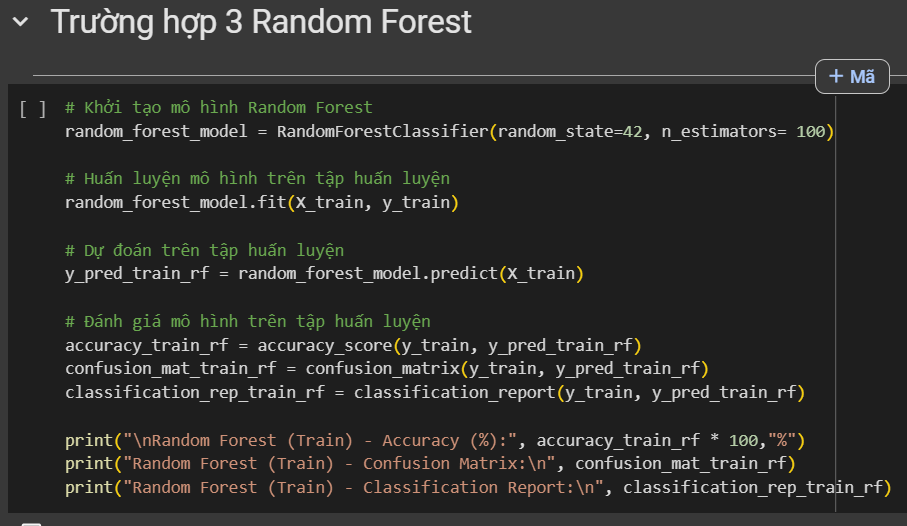 Trường hợp 3 Random Forest
+ Mã
[ ] # Khởi tạo mô hình Random Forest
random_forest_model = RandomForestClassifier(random_state=42, n_estimators= 100)
# Huấn luyện mô hình trên tập huấn luyện
random_forest_model.fit(X_train, y_train)
# Dự đoán trên tập huấn luyện
y_pred_train_rf = random_forest_model.predict(X_train)
# Đánh giá mô hình trên tập huấn luyện
accuracy_train_rf = accuracy_score(y_train, y_pred_train_rf)
confusion_mat_train_rf = confusion_matrix(y_train, y_pred_train_rf)
classification_rep_train_rf = classification_report(y_train, y_pred_train_rf)
print("\nRandom Forest (Train) - Accuracy (%):", accuracy_train_rf * 100,"%")
print("Random Forest (Train) - Confusion Matrix:\n", confusion_mat_train_rf)
print("Random Forest (Train) - Classification Report:\n", classification_rep_train_rf)